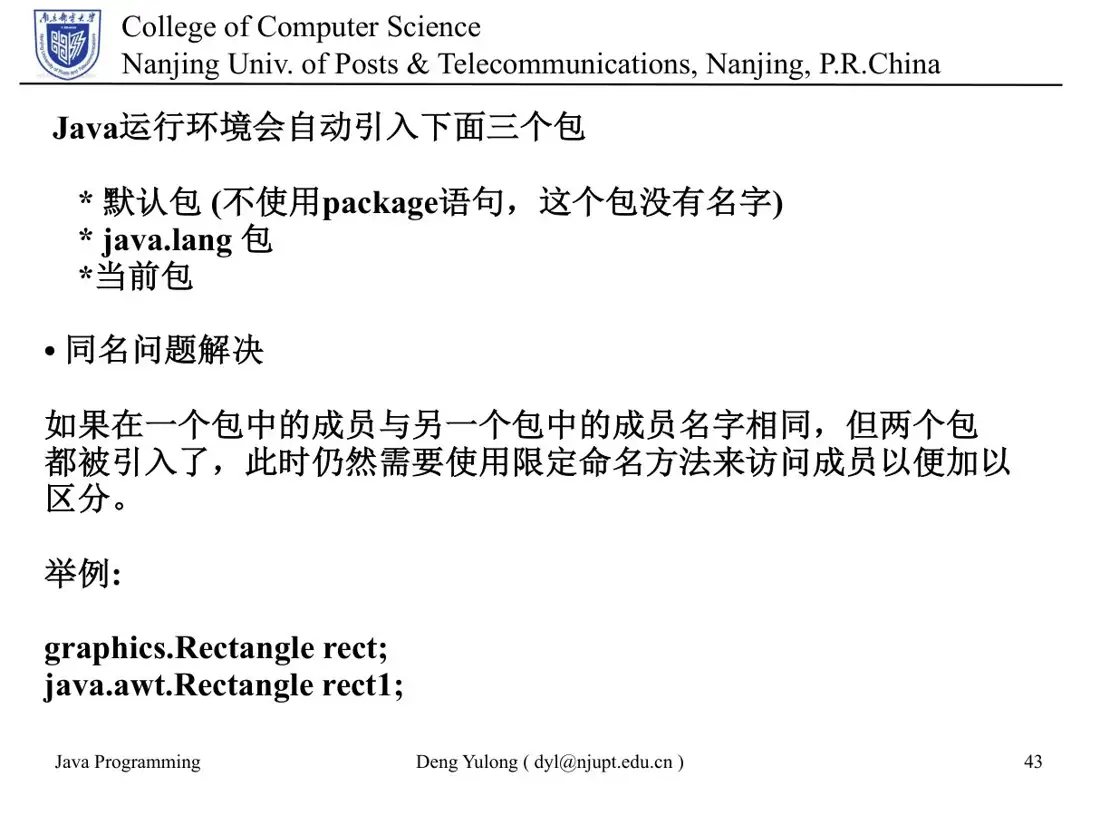 College of Computer Science
Nanjing Univ. of Posts & Telecommunications, Nanjing, P.R.China
Java运行环境会自动引入下面三个包
* 默认包 (不使用package语句，这个包没有名字)
* java.lang 包
*当前包
• 同名问题解决
如果在一个包中的成员与另一个包中的成员名字相同，但两个包
都被引入了，此时仍然需要使用限定命名方法来访问成员以便加以
区分。
举例:
graphics.Rectangle rect;
java.awt.Rectangle rect1;
Java Programming
Deng Yulong ( dyl@njupt.edu.cn )
43